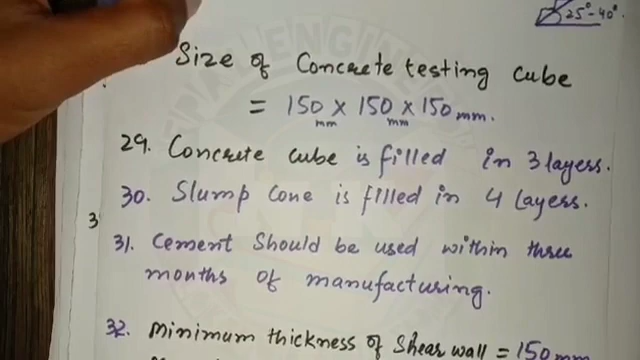 25°-40°
Size of Concrete testing cube
= 150 mm x 150 mm x 150 mm.
29. Concrete cube is filled in 3 layers.
30. Slump Cone is filled in 4 Layers.
3
31. Cement Should be used within three
months of manufacturing.
32. Minimum thickness of Shear wall = 150 mm